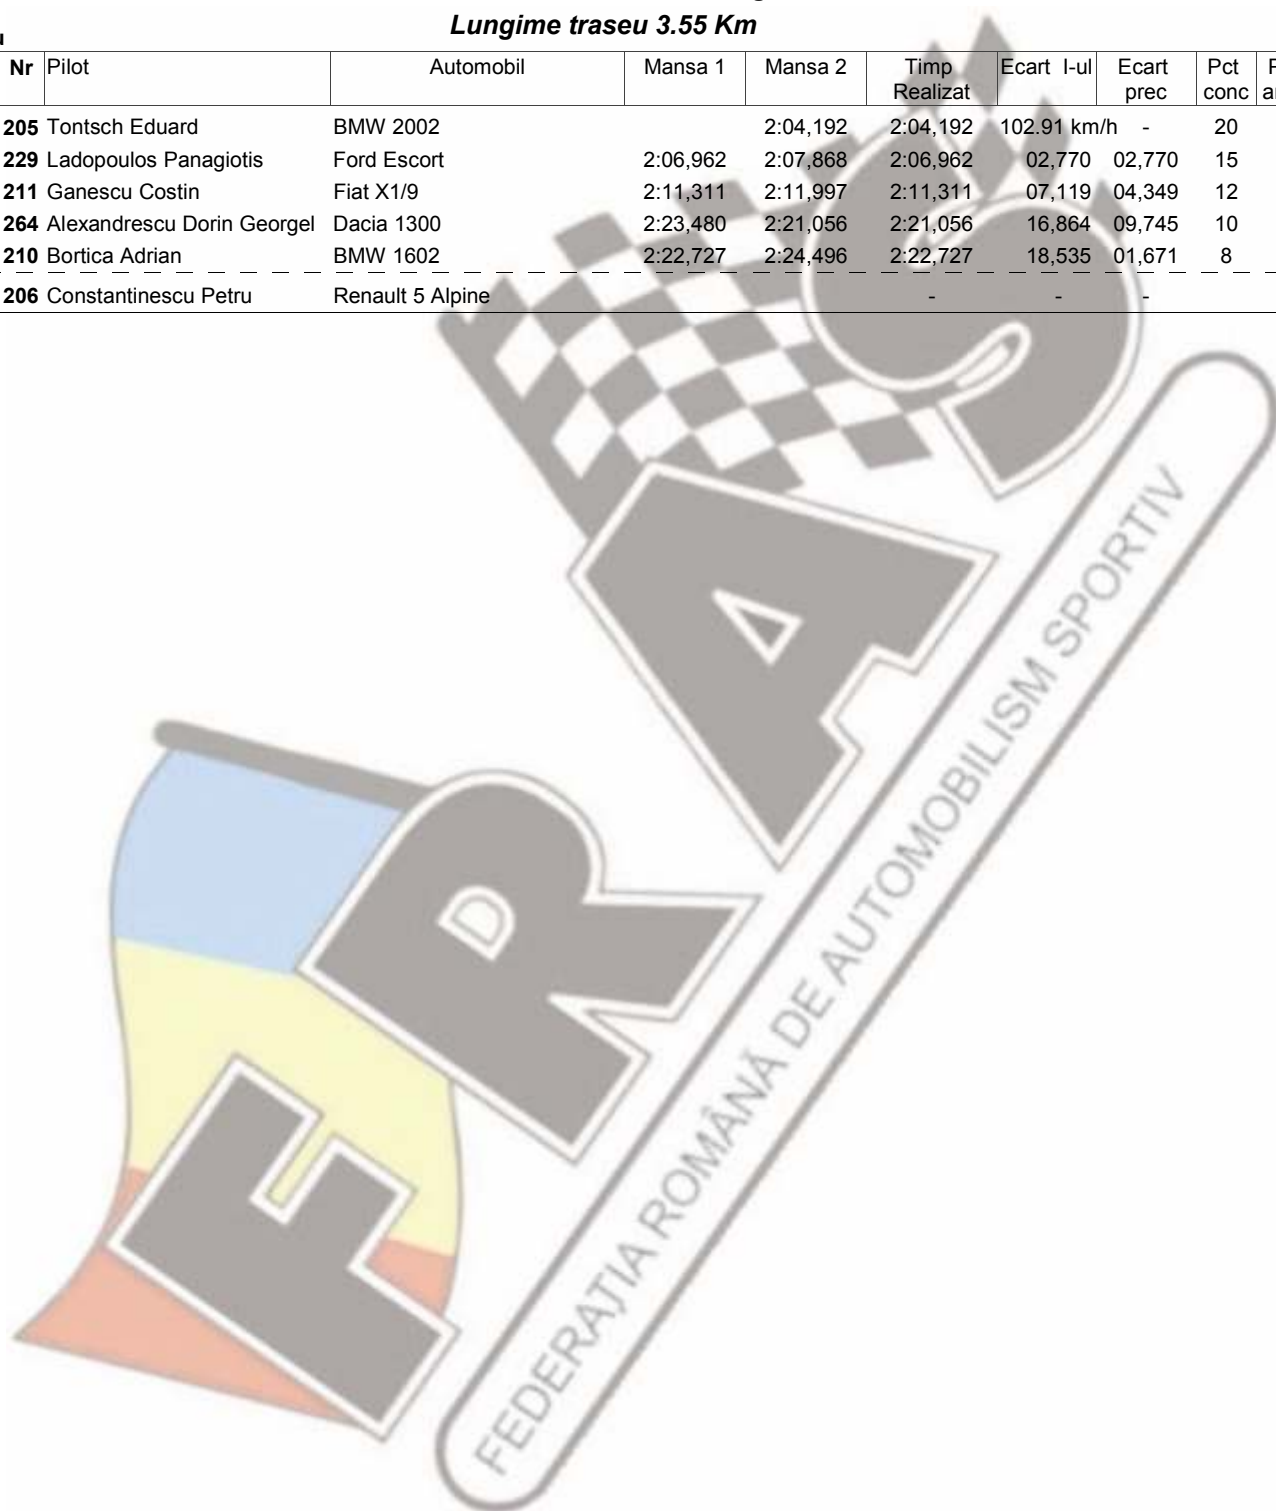 Lungime traseu 3.55 Km
Nr Pilot Automobil Mansa 1 Mansa 2 Timp Realizat Ecart I-ul Ecart prec Pct conc
205 Tontsch Eduard BMW 2002 2:04,192 2:04,192 102.91 km/h - 20
229 Ladopoulos Panagiotis Ford Escort 2:06,962 2:07,868 2:06,962 02,770 02,770 15
211 Ganescu Costin Fiat X1/9 2:11,311 2:11,997 2:11,311 07,119 04,349 12
264 Alexandrescu Dorin Georgel Dacia 1300 2:23,480 2:21,056 2:21,056 16,864 09,745 10
210 Bortica Adrian BMW 1602 2:22,727 2:24,496 2:22,727 18,535 01,671 8
206 Constantinescu Petru Renault 5 Alpine - - -
FRAS
FEDERAȚIA ROMÂNĂ DE AUTOMOBILISM SPORTIV